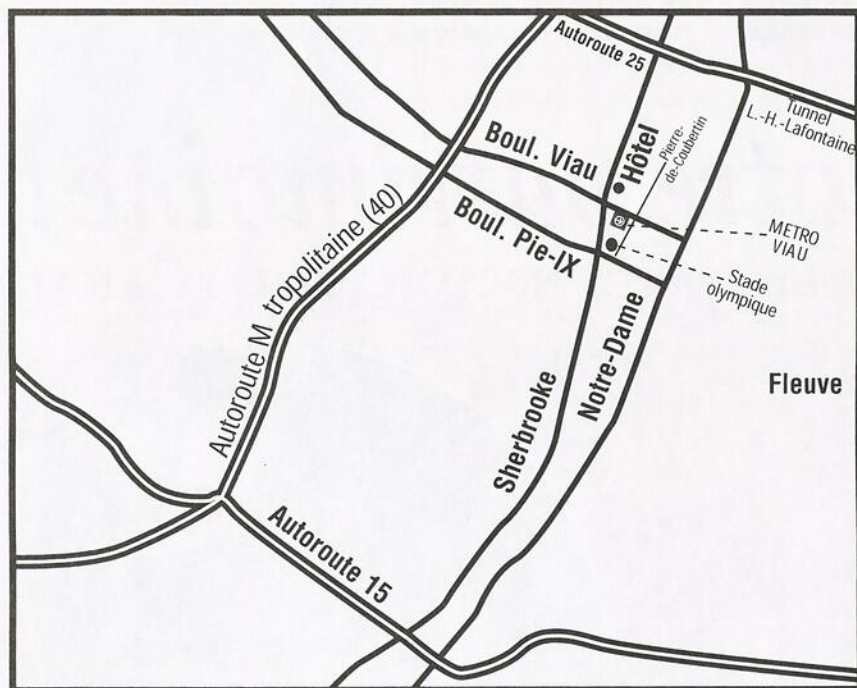 Autoroute 25
Tunnel
L.-H.-Lafontaine
Boul. Viau
Hôtel
Pierre-
de-Coubertin
Boul. Pie-IX
METRO
VIAU
Stade
olympique
Autoroute M tropolitaine (40)
Notre-Dame
Sherbrooke
Fleuve
Autoroute 15